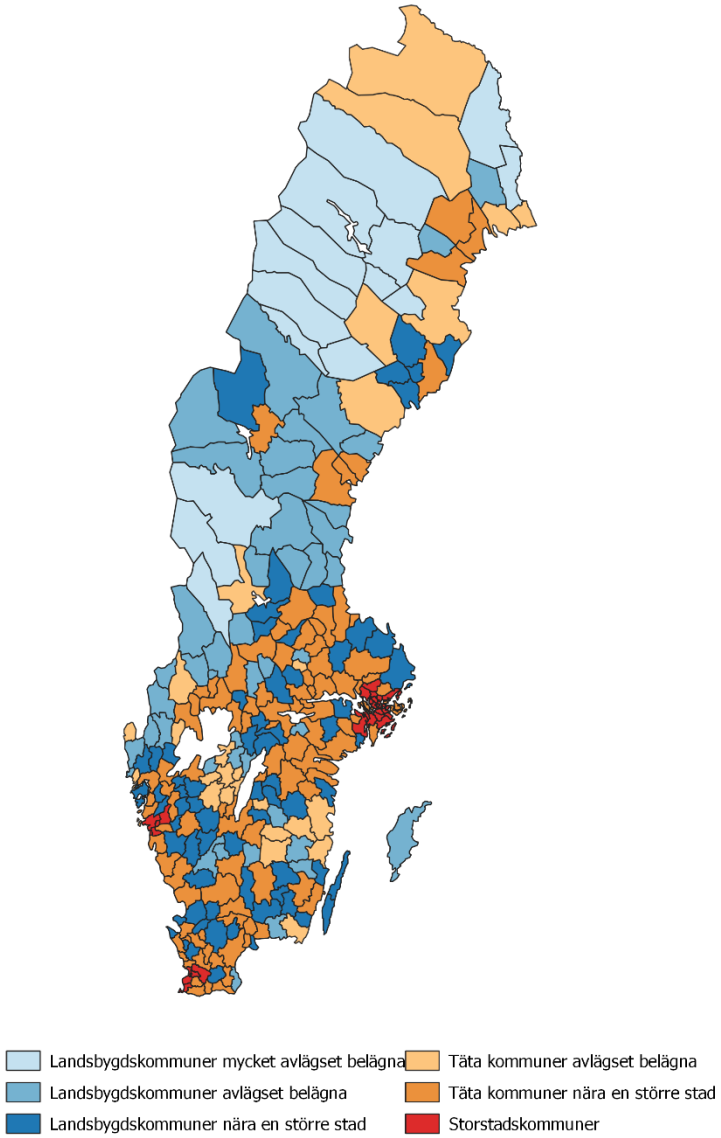 Landsbygdskommuner mycket avlägset belägna
Landsbygdskommuner avlägset belägna
Landsbygdskommuner nära en större stad
Täta kommuner avlägset belägna
Täta kommuner nära en större stad
Storstadskommuner